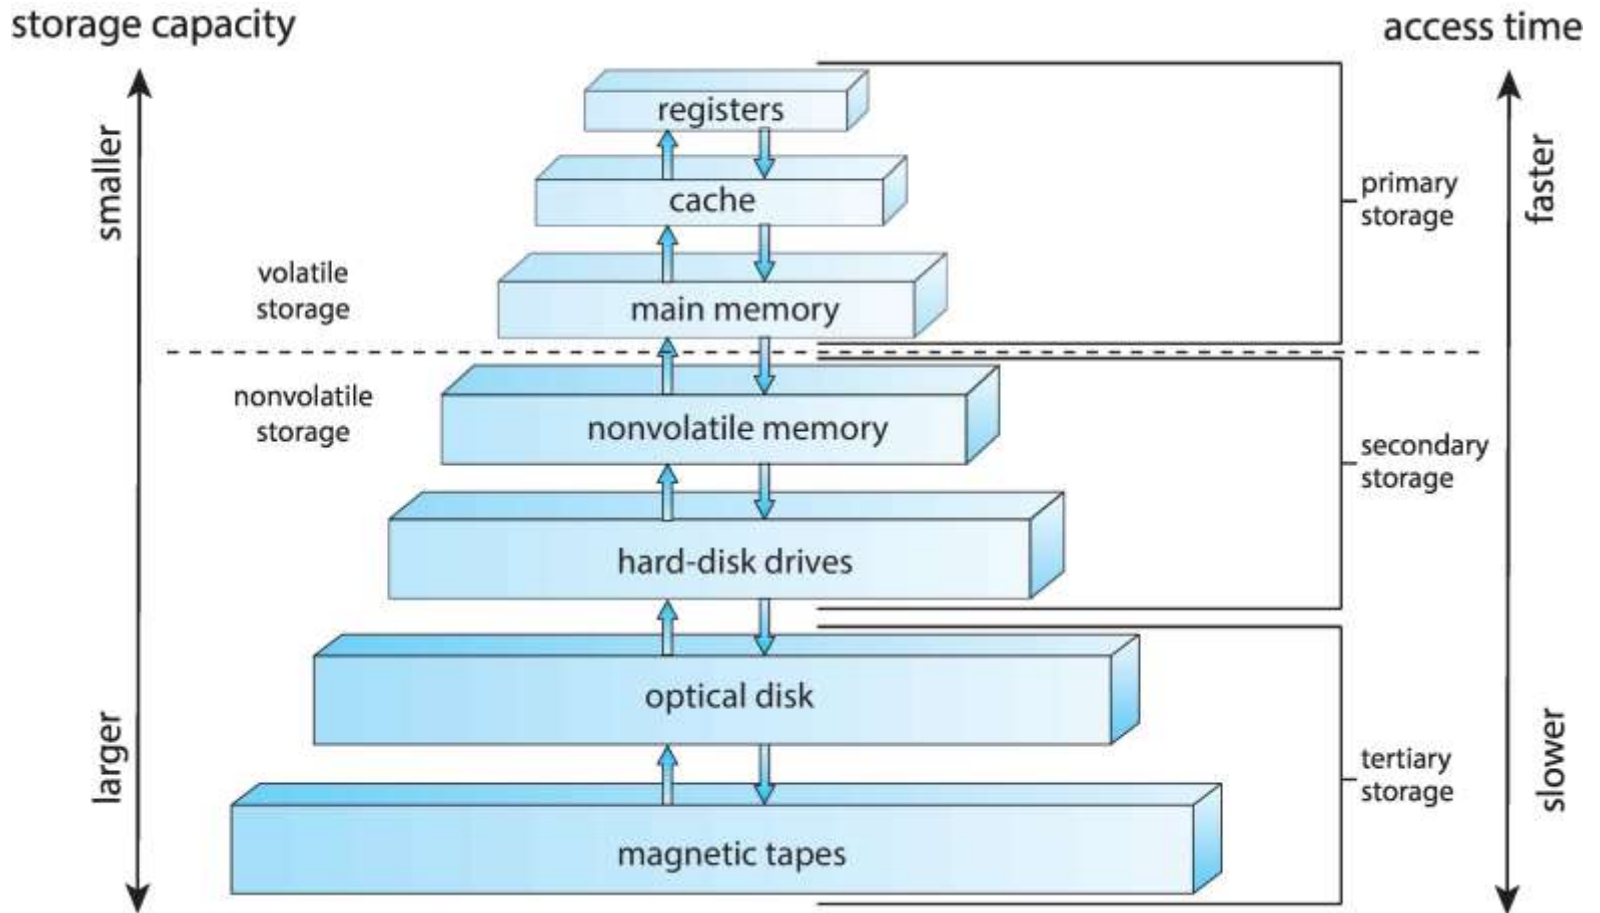 storage capacity
access time
smaller
larger
registers
cache
main memory
volatile
storage
nonvolatile
storage
nonvolatile memory
hard-disk drives
optical disk
magnetic tapes
primary
storage
secondary
storage
tertiary
storage
faster
slower